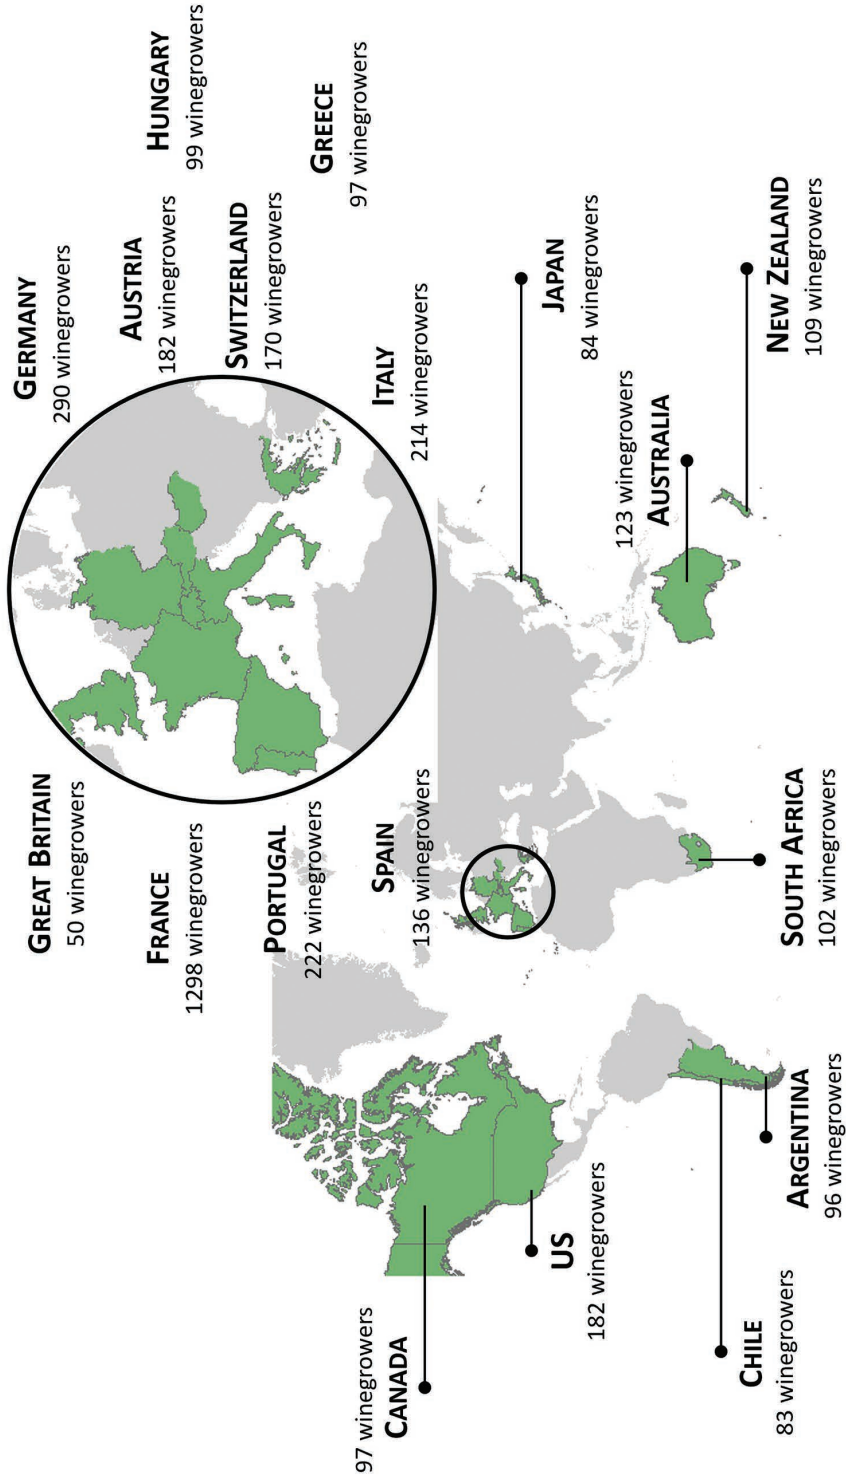 GREAT BRITAIN
50 winegrowers
GERMANY
290 winegrowers
FRANCE
1298 winegrowers
AUSTRIA
182 winegrowers
HUNGARY
99 winegrowers
PORTUGAL
222 winegrowers
SWITZERLAND
170 winegrowers
SPAIN
136 winegrowers
ITALY
214 winegrowers
GREECE
97 winegrowers
97 winegrowers
CANADA
US
182 winegrowers
JAPAN
84 winegrowers
CHILE
83 winegrowers
ARGENTINA
96 winegrowers
SOUTH AFRICA
102 winegrowers
123 winegrowers
AUSTRALIA
NEW ZEALAND
109 winegrowers